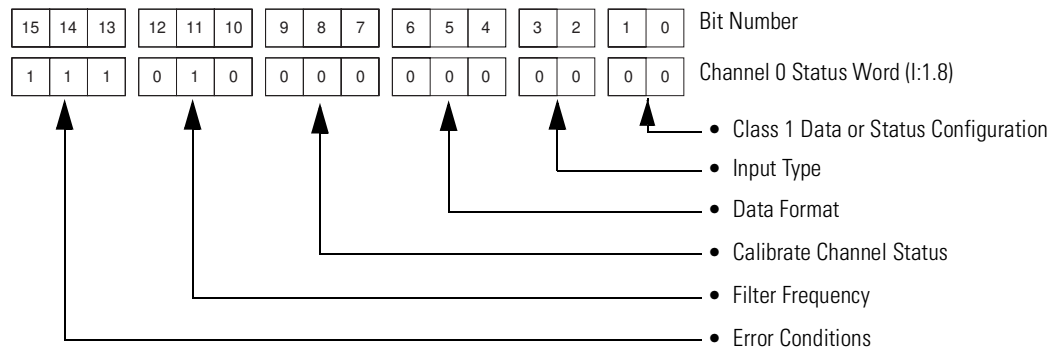 15 14 13 12 11 10 9 8 7 6 5 4 3 2 1 0 Bit Number
1 1 1 0 1 0 0 0 0 0 0 0 0 0 0 0 Channel 0 Status Word (I:1.8)
• Class 1 Data or Status Configuration
• Input Type
• Data Format
• Calibrate Channel Status
• Filter Frequency
• Error Conditions